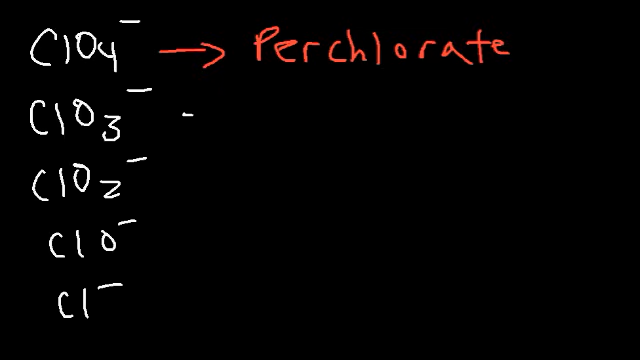 ClO4⁻ → Perchlorate
ClO3⁻ -
ClO2⁻
ClO⁻
Cl⁻